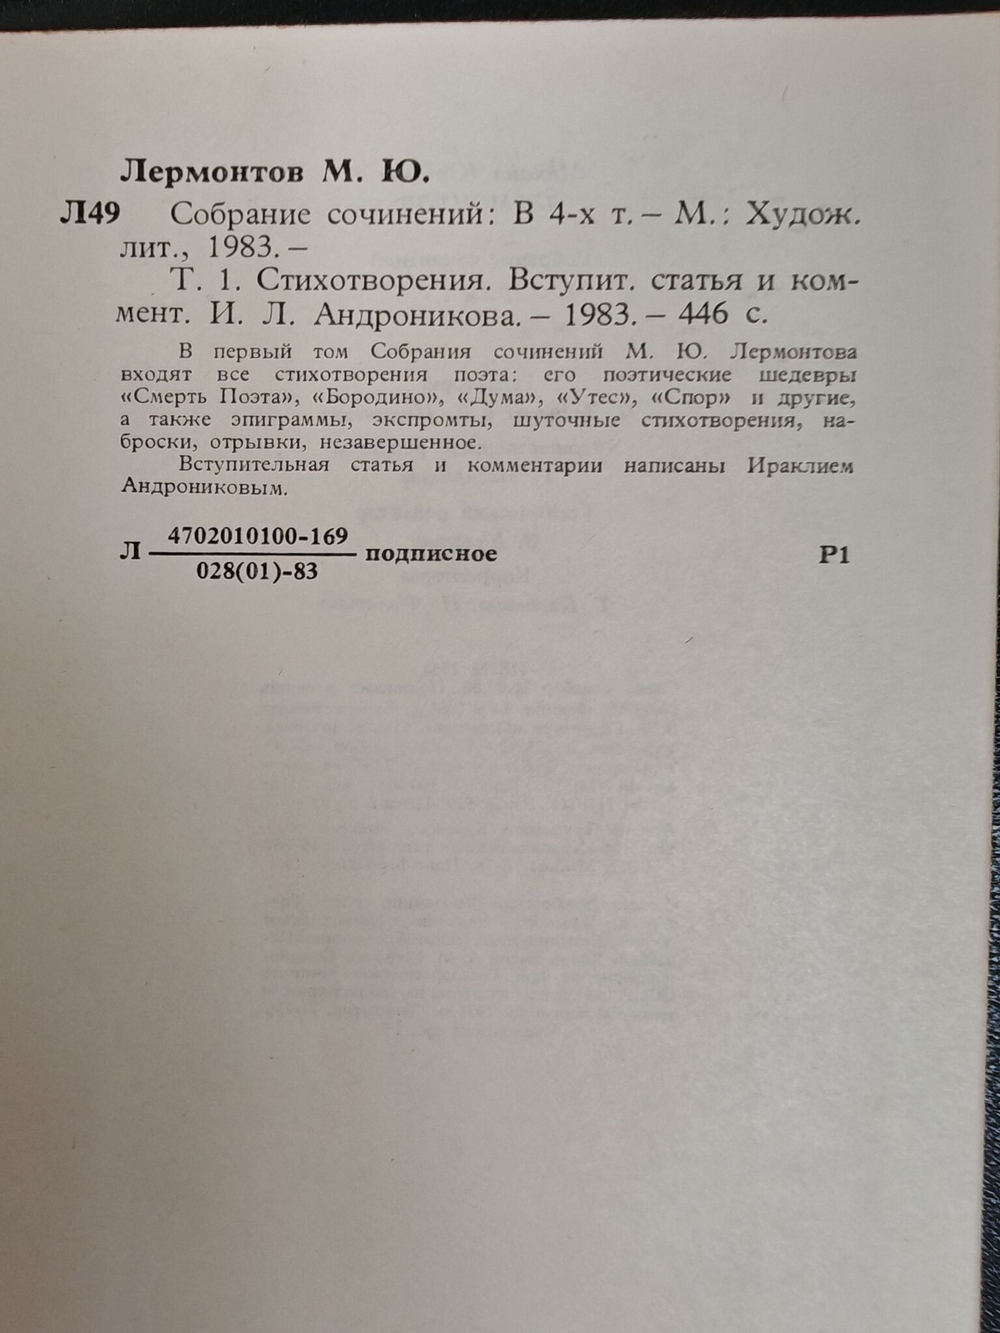 Лермонтов М. Ю.
Л49 Собрание сочинений: В 4-х т. — М.: Худож.
лит., 1983. —
Т. 1. Стихотворения. Вступит. статья и ком-
мент. И. Л. Андроникова. — 1983. — 446 с.
В первый том Собрания сочинений М. Ю. Лермонтова
входят все стихотворения поэта: его поэтические шедевры
«Смерть Поэта», «Бородино», «Дума», «Утес», «Спор» и другие,
а также эпиграммы, экспромты, шуточные стихотворения, на-
броски, отрывки, незавершенное.
Вступительная статья и комментарии написаны Ираклием
Андрониковым.
4702010100-169
Л подписное Р1
028(01)-83